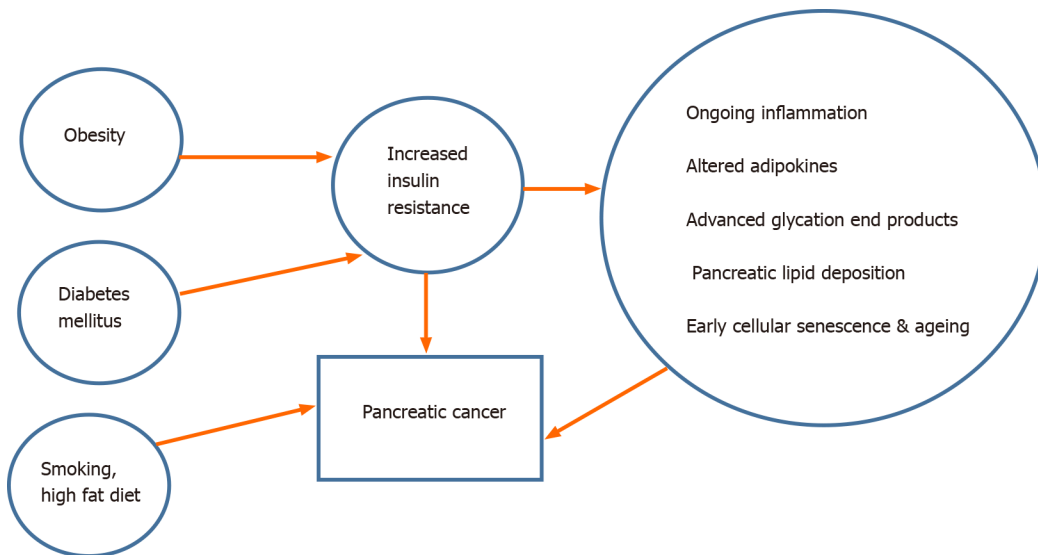 Obesity
Diabetes
mellitus
Smoking,
high fat diet
Increased
insulin
resistance
Pancreatic cancer
Ongoing inflammation
Altered adipokines
Advanced glycation end products
Pancreatic lipid deposition
Early cellular senescence & ageing